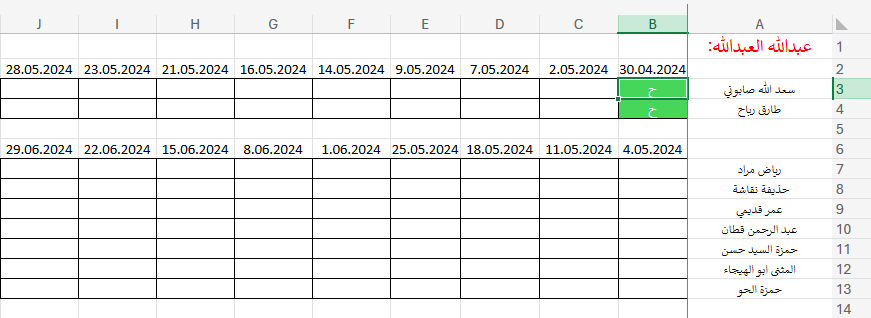 A B C D E F G H I J
1 عبدالله العبدالله:
2 30.04.2024 2.05.2024 7.05.2024 9.05.2024 14.05.2024 16.05.2024 21.05.2024 23.05.2024 28.05.2024
3 سعد الله صابوني ح
4 طارق رباح ح
5
6 4.05.2024 11.05.2024 18.05.2024 25.05.2024 1.06.2024 8.06.2024 15.06.2024 22.06.2024 29.06.2024
7 رياض مراد
8 حذيفة نقاشة
9 عمر قديمي
10 عبد الرحمن قطان
11 حمزة السيد حسن
12 المثنى ابو الهيجاء
13 حمزة الحو
14